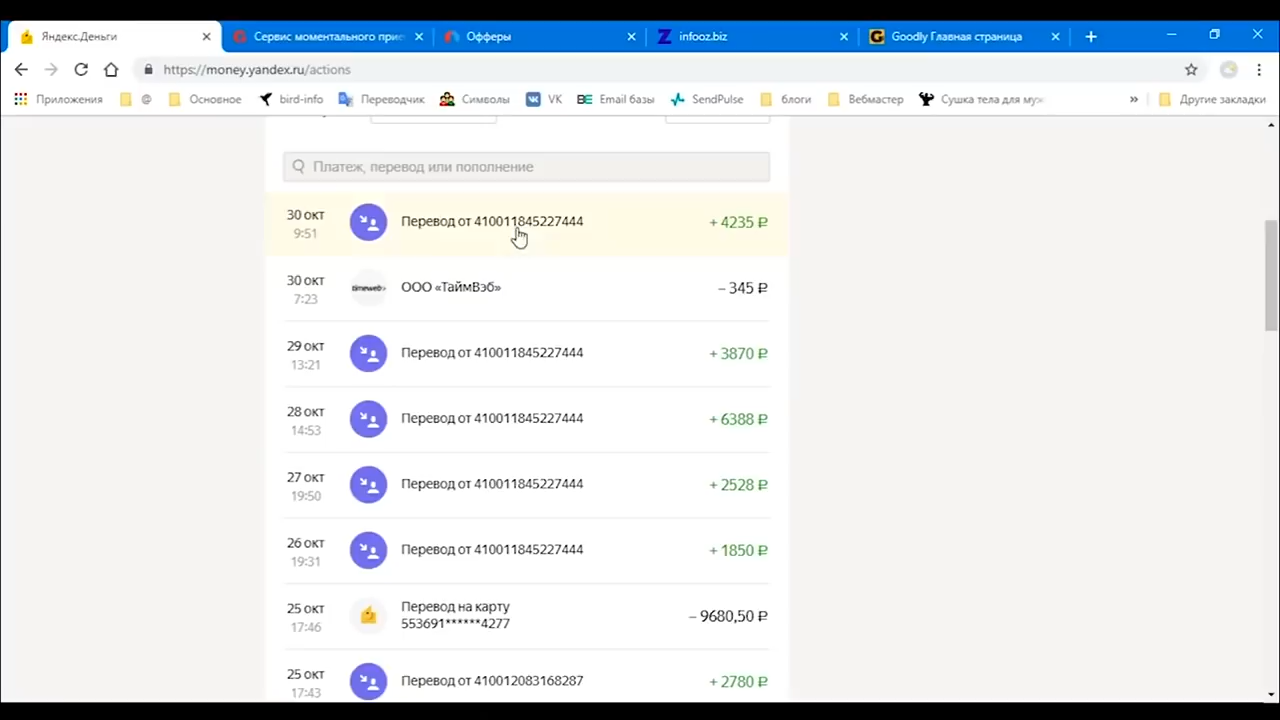 Яндекс.Деньги
Сервис моментального прие
Офферы
infooz.biz
Goodly Главная страница
https://money.yandex.ru/actions
Приложения
@
Основное
bird-info
Переводчик
Символы
VK
Email базы
SendPulse
блоги
Вебмастер
Сушка тела для муж
Другие закладки
Платеж, перевод или пополнение
30 окт
9:51
Перевод от 410011845227444
+ 4235 ₽
30 окт
7:23
timeweb>
ООО «ТаймВэб»
– 345 ₽
29 окт
13:21
Перевод от 410011845227444
+ 3870 ₽
28 окт
14:53
Перевод от 410011845227444
+ 6388 ₽
27 окт
19:50
Перевод от 410011845227444
+ 2528 ₽
26 окт
19:31
Перевод от 410011845227444
+ 1850 ₽
25 окт
17:46
Перевод на карту
553691******4277
– 9680,50 ₽
25 окт
17:43
Перевод от 410012083168287
+ 2780 ₽